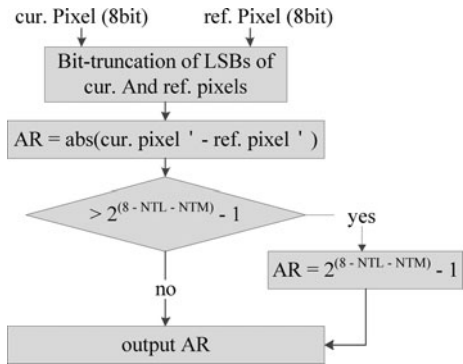 cur. Pixel (8bit) ref. Pixel (8bit)
Bit-truncation of LSBs of
cur. And ref. pixels
AR = abs(cur. pixel ' - ref. pixel ' )
> 2^(8 - NTL - NTM) - 1
yes
AR = 2^(8 - NTL - NTM) - 1
no
output AR